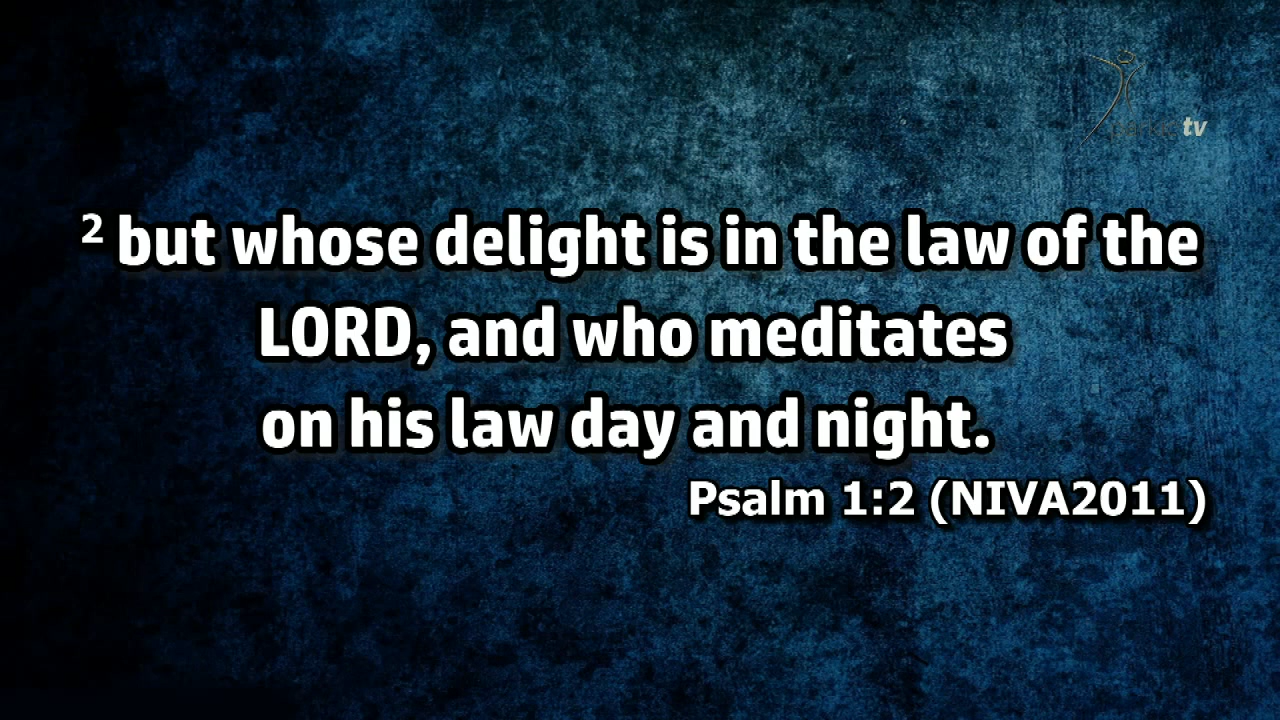 tv
² but whose delight is in the law of the
LORD, and who meditates
on his law day and night.
Psalm 1:2 (NIVA2011)